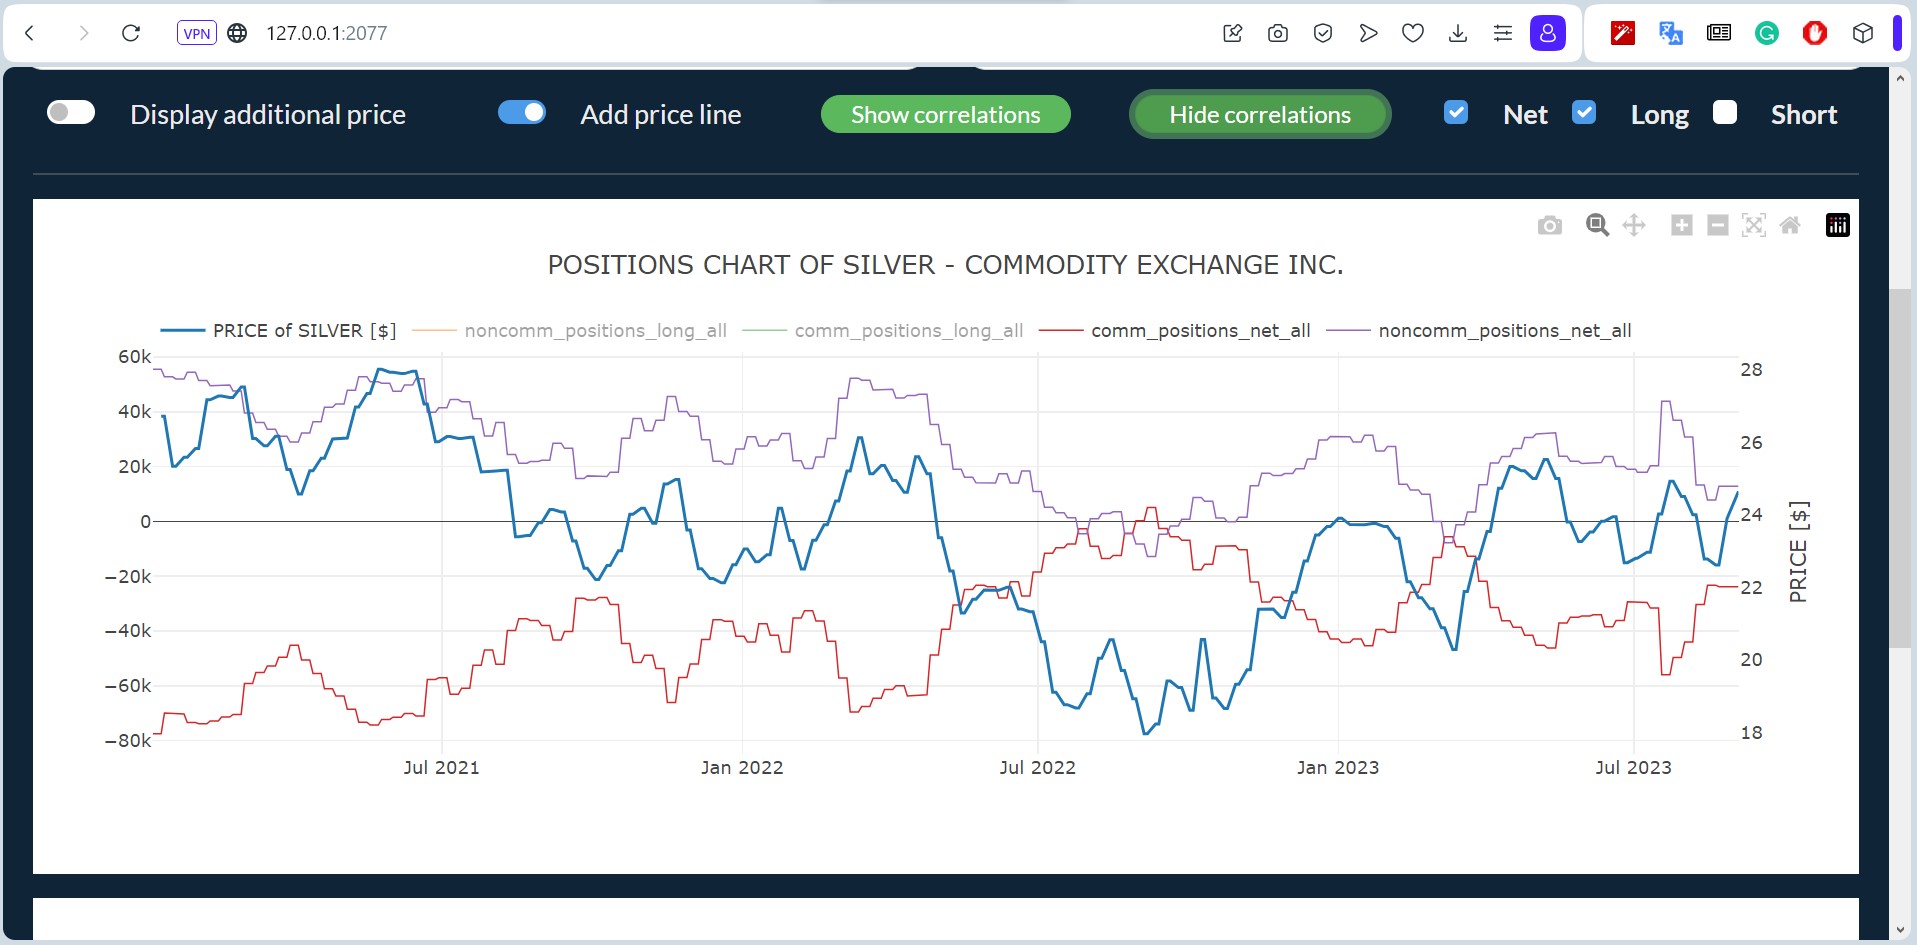 VPN 127.0.0.1:2077
Display additional price Add price line Show correlations Hide correlations Net Long Short
POSITIONS CHART OF SILVER - COMMODITY EXCHANGE INC.
PRICE of SILVER [$] noncomm_positions_long_all comm_positions_long_all comm_positions_net_all noncomm_positions_net_all
60k
40k
20k
0
−20k
−40k
−60k
−80k
28
26
24
22
20
18
PRICE [$]
Jul 2021 Jan 2022 Jul 2022 Jan 2023 Jul 2023